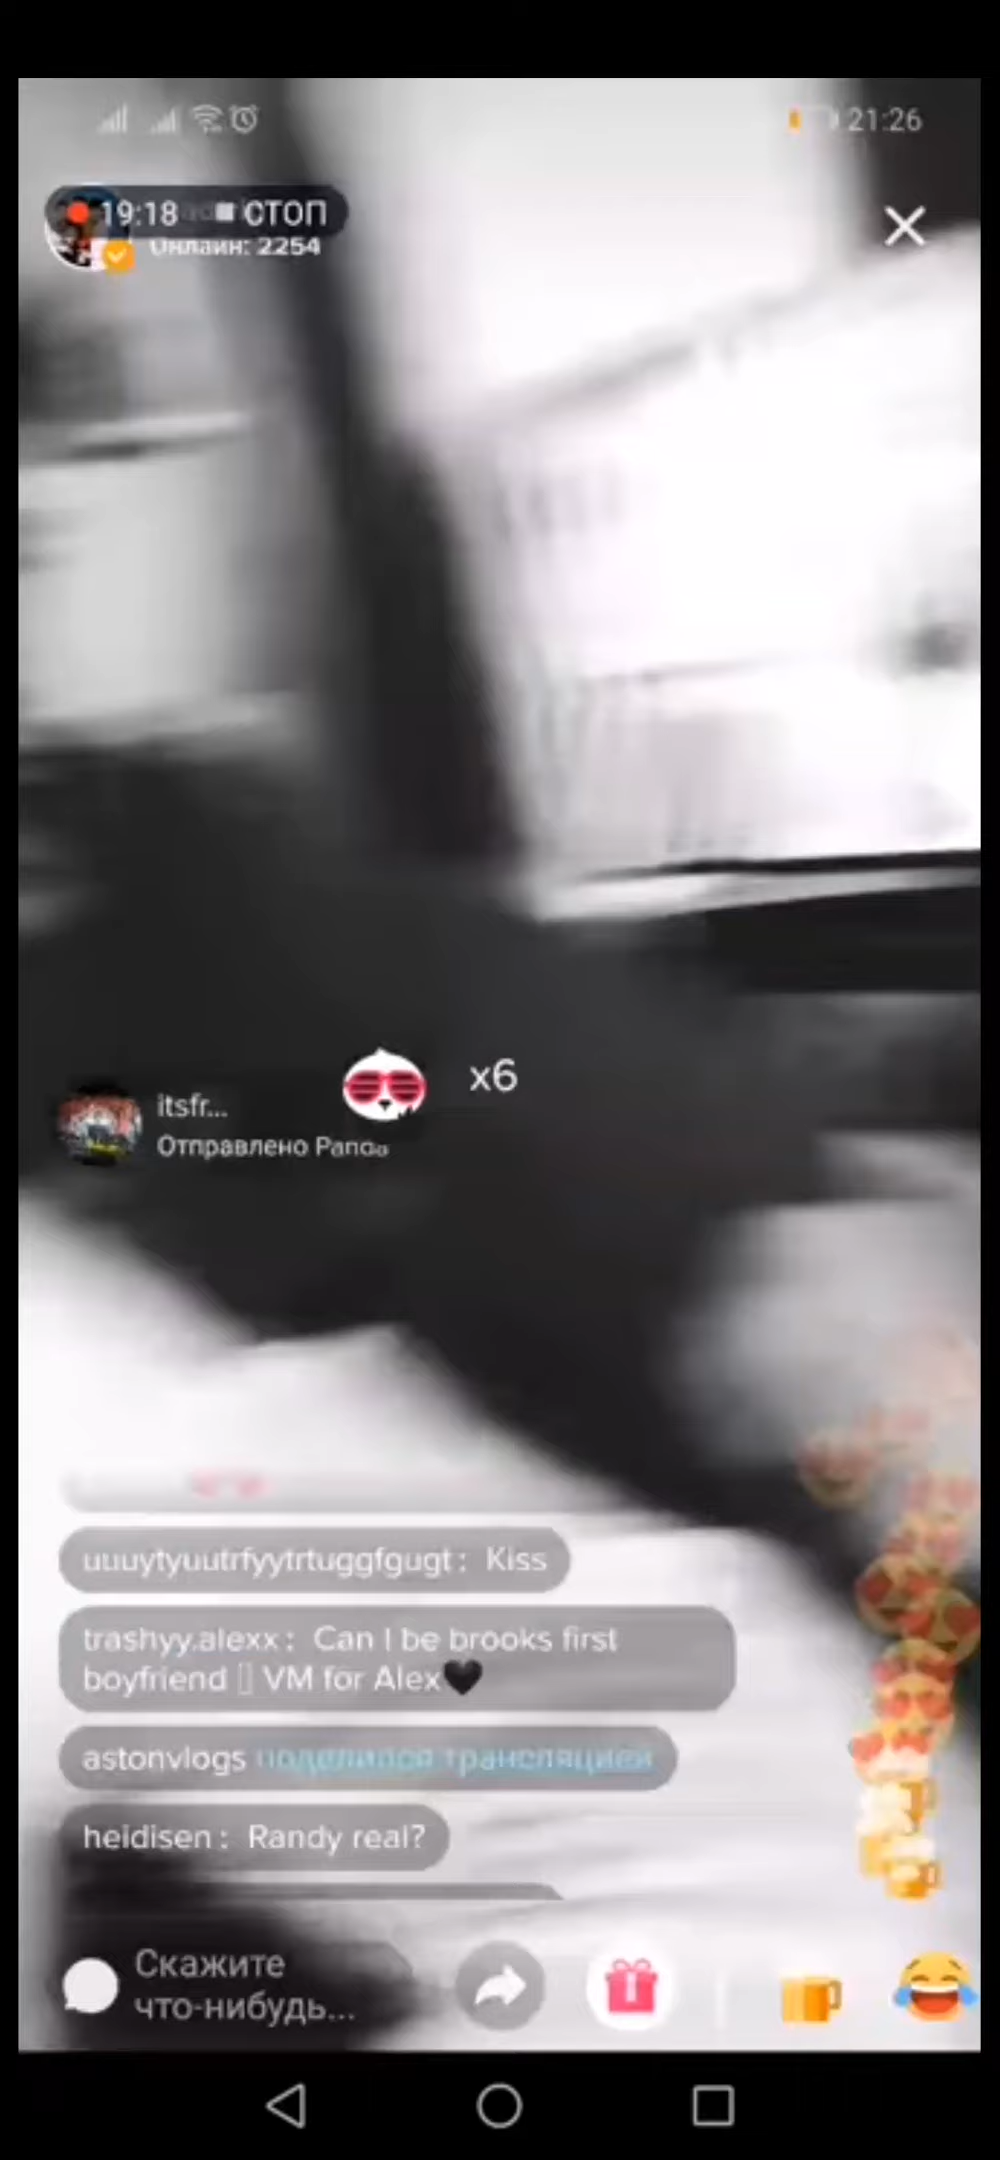 21:26
19:18 СТОП
Онлайн: 2254
x6
itsfr...
Отправлено Panda
uuuytyuutrfyytrtuggfgugt : Kiss
trashyy.alexx : Can I be brooks first
boyfriend ▯ VM for Alex🖤
astonvlogs поделился трансляцией
heidisen : Randy real?
Скажите
что-нибудь...